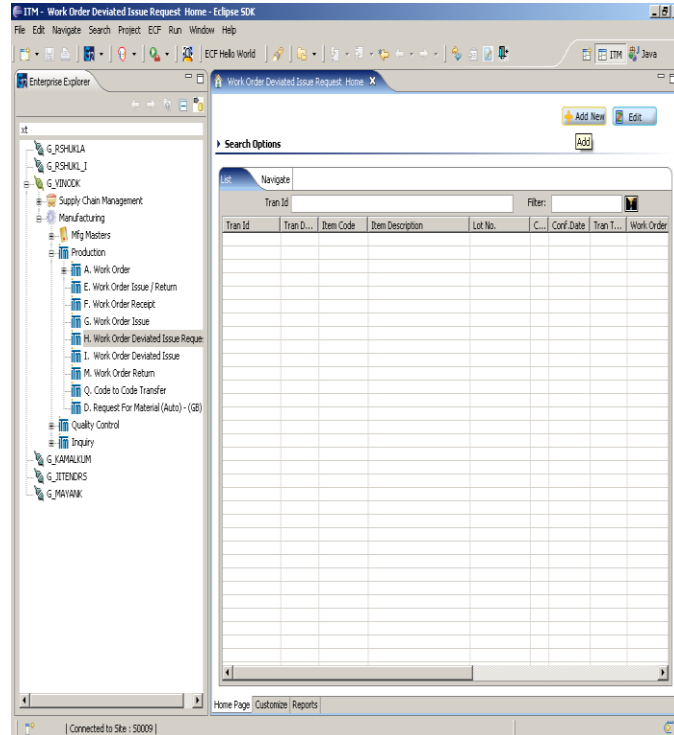 ITM - Work Order Deviated Issue Request Home - Eclipse SDK
File Edit Navigate Search Project ECF Run Window Help
ECF Hello World
ITM
Java
Enterprise Explorer
Work Order Deviated Issue Request Home X
Add New
Edit
xt
Add
Search Options
G_RSHUKLA
G_RSHUKL_I
G_VINODK
Supply Chain Management
Manufacturing
Mfg Masters
Production
A. Work Order
E. Work Order Issue / Return
F. Work Order Receipt
G. Work Order Issue
H. Work Order Deviated Issue Reque
I. Work Order Deviated Issue
M. Work Order Return
Q. Code to Code Transfer
D. Request For Material (Auto) - (GB)
Quality Control
Inquiry
G_KAMALKUM
G_JITENDRS
G_MAYANK
List
Navigate
Tran Id
Filter:
Tran Id Tran D... Item Code Item Description Lot No. C... Conf.Date Tran T... Work Order
Home Page Customize Reports
Connected to Site : 50009